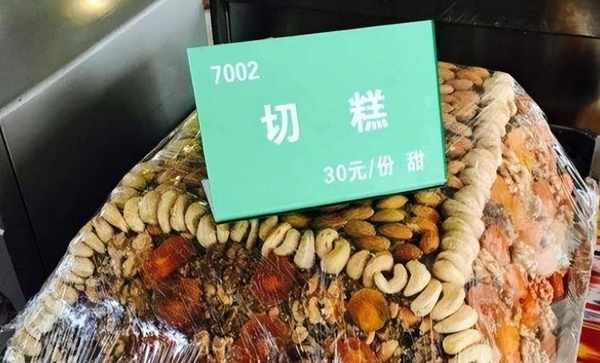 7002
切 糕
30元/份 甜